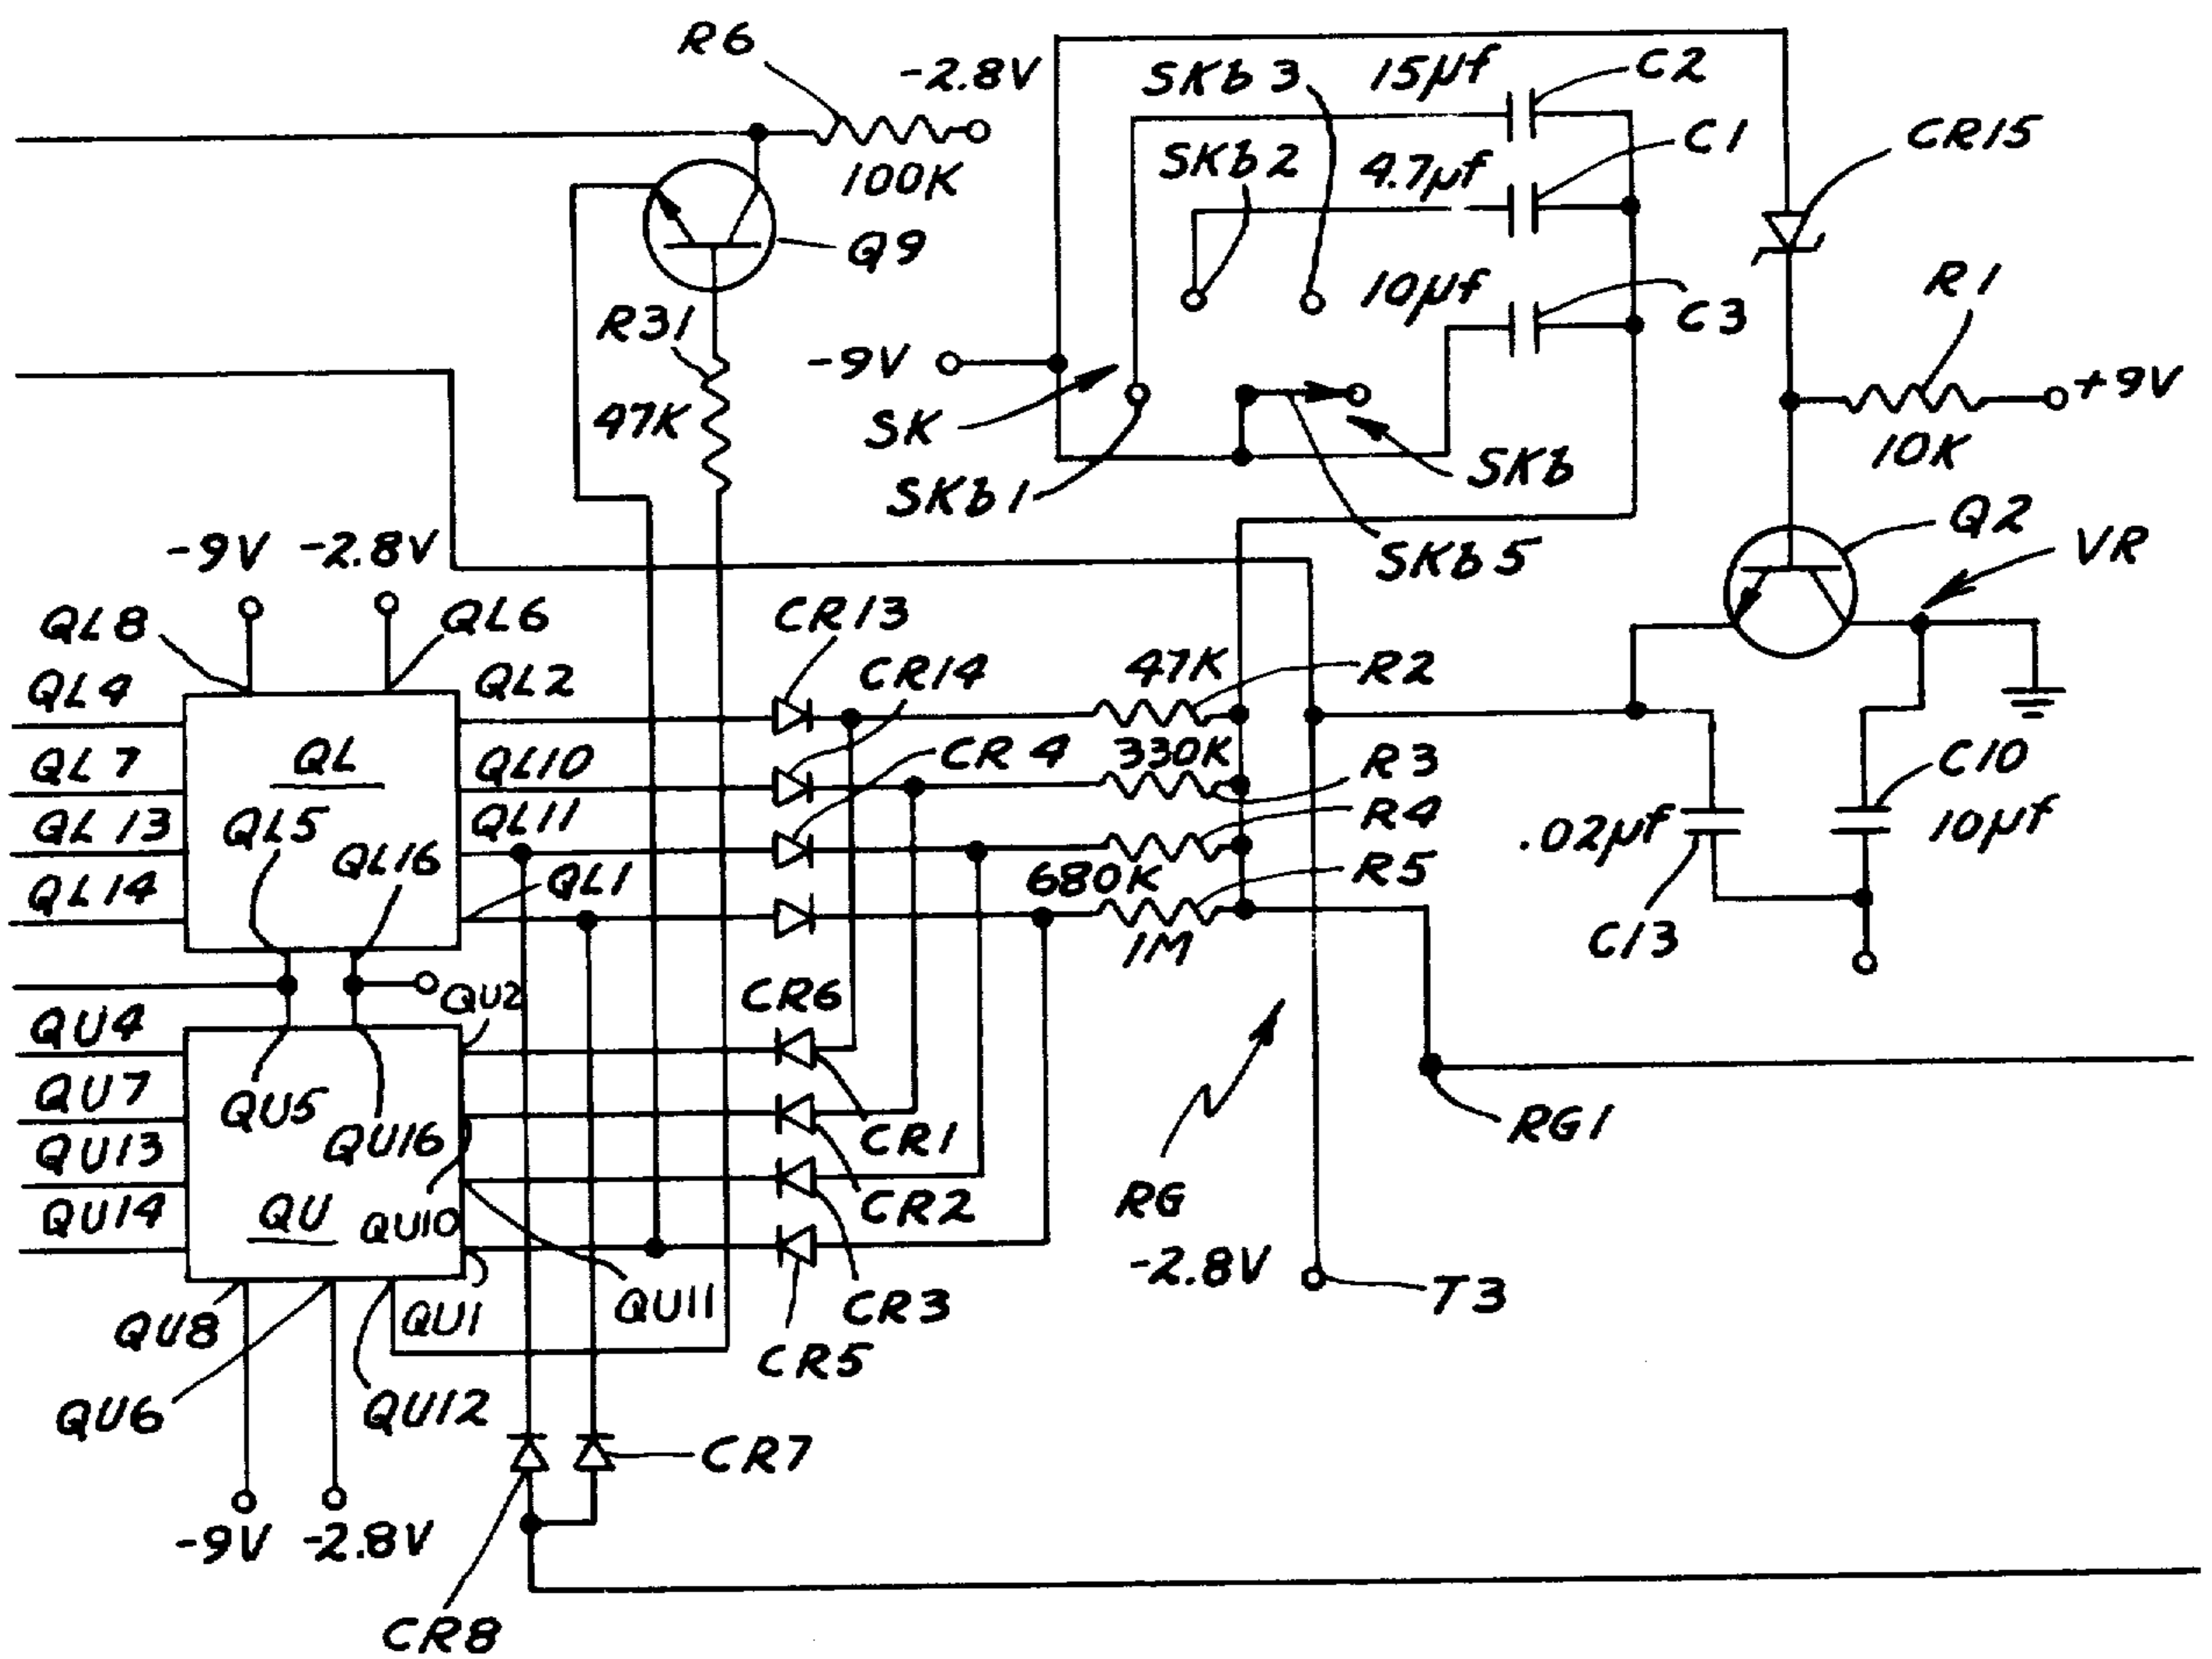 R6
-2.8V
SKb3
15µf
C2
C1
CR15
SKb2
4.7µf
100K
Q9
R31
10µf
C3
R1
-9V
+9V
47K
SK
10K
SKb1
SKb
Q2
VR
-9V
-2.8V
SKb5
QL8
QL6
CR13
QL4
QL2
CR14
47K
R2
QL7
QL
QL10
CR4
330K
R3
C10
QL13
QL5
QL11
R4
.02µf
10µf
QL16
QL14
QL1
680K
R5
1M
C13
CR6
QU2
QU4
QU7
QU5
QU16
CR1
RG1
QU13
CR2
RG
QU14
QU
QU10
-2.8V
T3
QU8
QU1
QU11
CR3
CR5
QU6
QU12
CR7
-9V
-2.8V
CR8